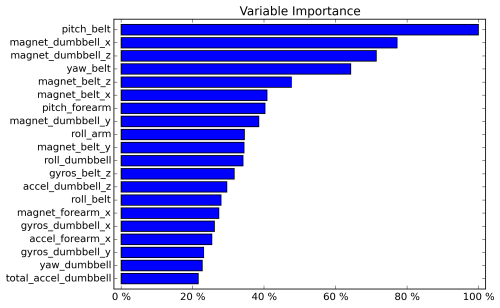 Variable Importance
pitch_belt
magnet_dumbbell_x
magnet_dumbbell_z
yaw_belt
magnet_belt_z
magnet_belt_x
pitch_forearm
magnet_dumbbell_y
roll_arm
magnet_belt_y
roll_dumbbell
gyros_belt_z
accel_dumbbell_z
roll_belt
magnet_forearm_x
gyros_dumbbell_x
accel_forearm_x
gyros_dumbbell_y
yaw_dumbbell
total_accel_dumbbell
0 % 20 % 40 % 60 % 80 % 100 %